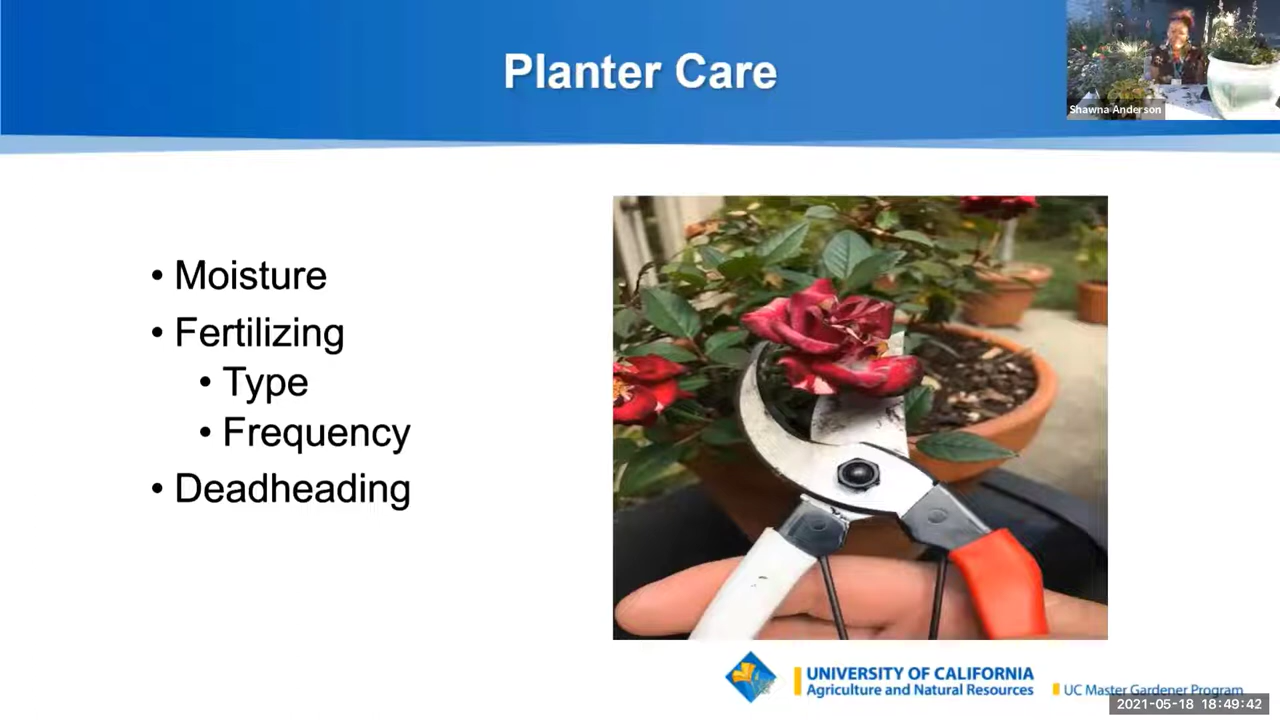 Planter Care
Shawna Anderson
• Moisture
• Fertilizing
• Type
• Frequency
• Deadheading
UNIVERSITY OF CALIFORNIA
Agriculture and Natural Resources
UC Master Gardener Program
2021-05-18 18:49:42